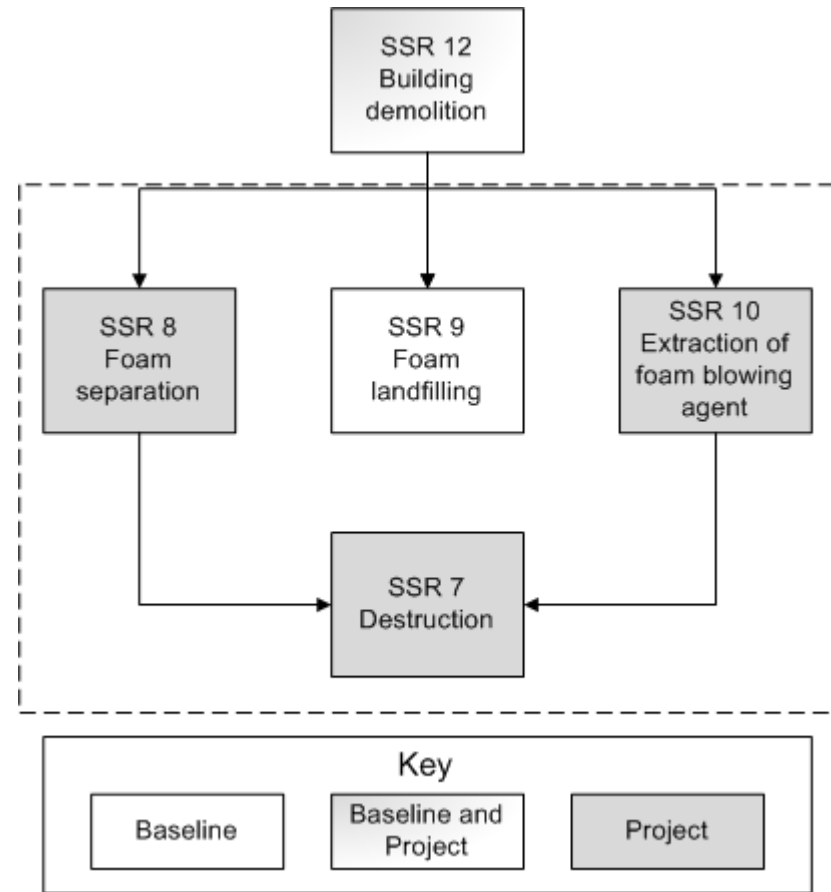 SSR 12
Building
demolition
SSR 8
Foam
separation
SSR 9
Foam
landfilling
SSR 10
Extraction of
foam blowing
agent
SSR 7
Destruction
Key
Baseline
Baseline and
Project
Project